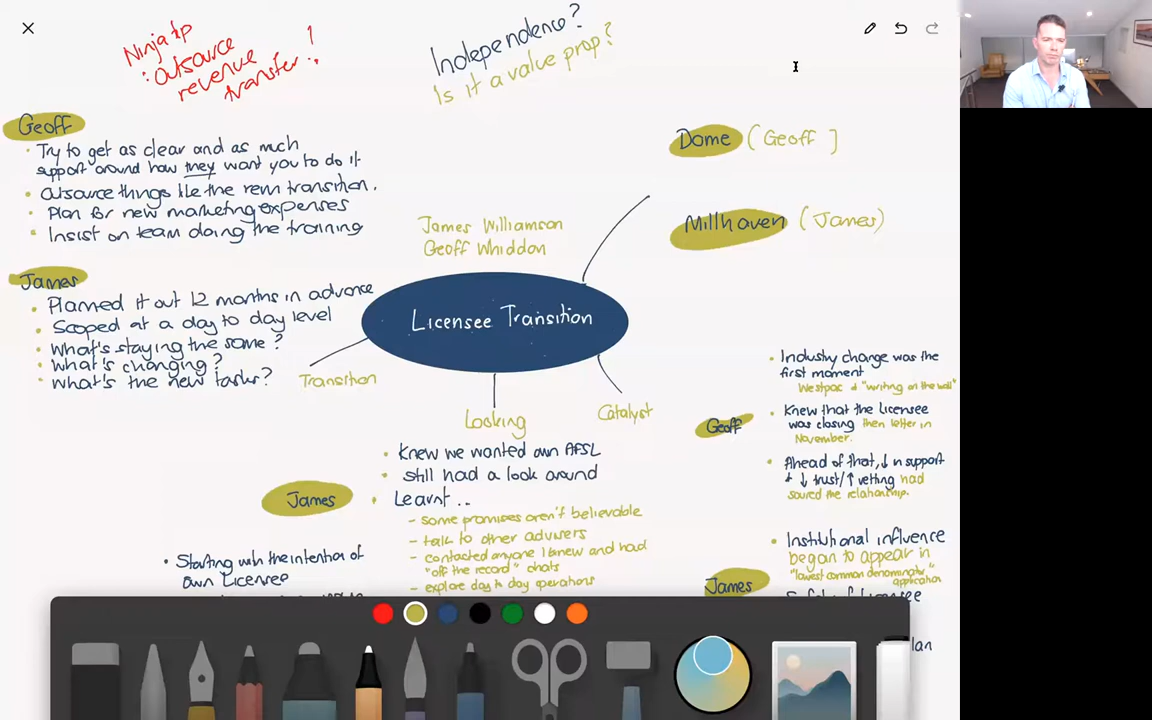 Ninja tip
: outsource
revenue
transfer !!
Independence?
Is it a value prop?
Geoff
Try to get as clear and as much
support around how they want you to do it
• outsource things like the revn transition.
• Plan for new marketing expenses
• Insist on team doing the training
James
• Planned it out 12 months in advance
• Scoped at a day to day level
• What's staying the same?
• What's changing?
• What's the new tasks?
Dome (Geoff]
Millhaven (James)
James Williamson
Geoff Whiddon
Licensee Transition
Transition
Looking
Catalyst
• Knew we wanted own AFSL
• Still had a look around
• Learnt ..
- some promises aren't believable
- talk to other advisers
- contacted anyone I knew and had
"off the record" chats
- explore day to day operations
James
• Starting with the intention of
own Licensee
Geoff
• Industry change was the
first moment
Westpac + "writing on the wall"
• Knew that the Licensee
was closing then letter in
November.
• Ahead of that, ↓ in support
+ ↓ trust/↑ vetting had
soured the relationship.
James
• Institutional influence
began to appear in
"lowest common denominator"
application
Licensee
lan